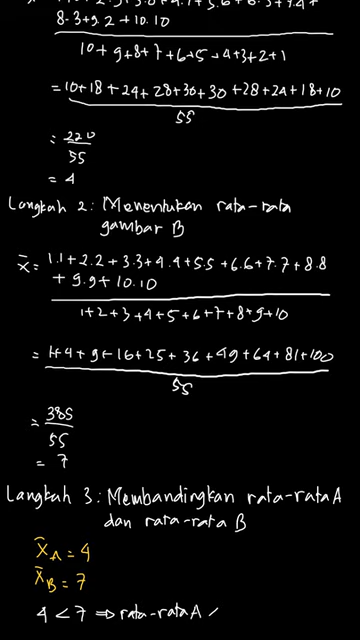 8.3+9.2+10.10
10+9+8+7+6+5+4+3+2+1
=10+18+24+28+30+30+28+24+18+10
55
=220
55
=4
Langkah 2: Menentukan rata-rata
gambar B
x̄=1.1+2.2+3.3+4.4+5.5+6.6+7.7+8.8
+9.9+10.10
1+2+3+4+5+6+7+8+9+10
=1+4+9+16+25+36+49+64+81+100
55
=385
55
=7
Langkah 3: Membandingkan rata-rata A
dan rata-rata B
x̄A=4
x̄B=7
4<7⇒rata-rata A